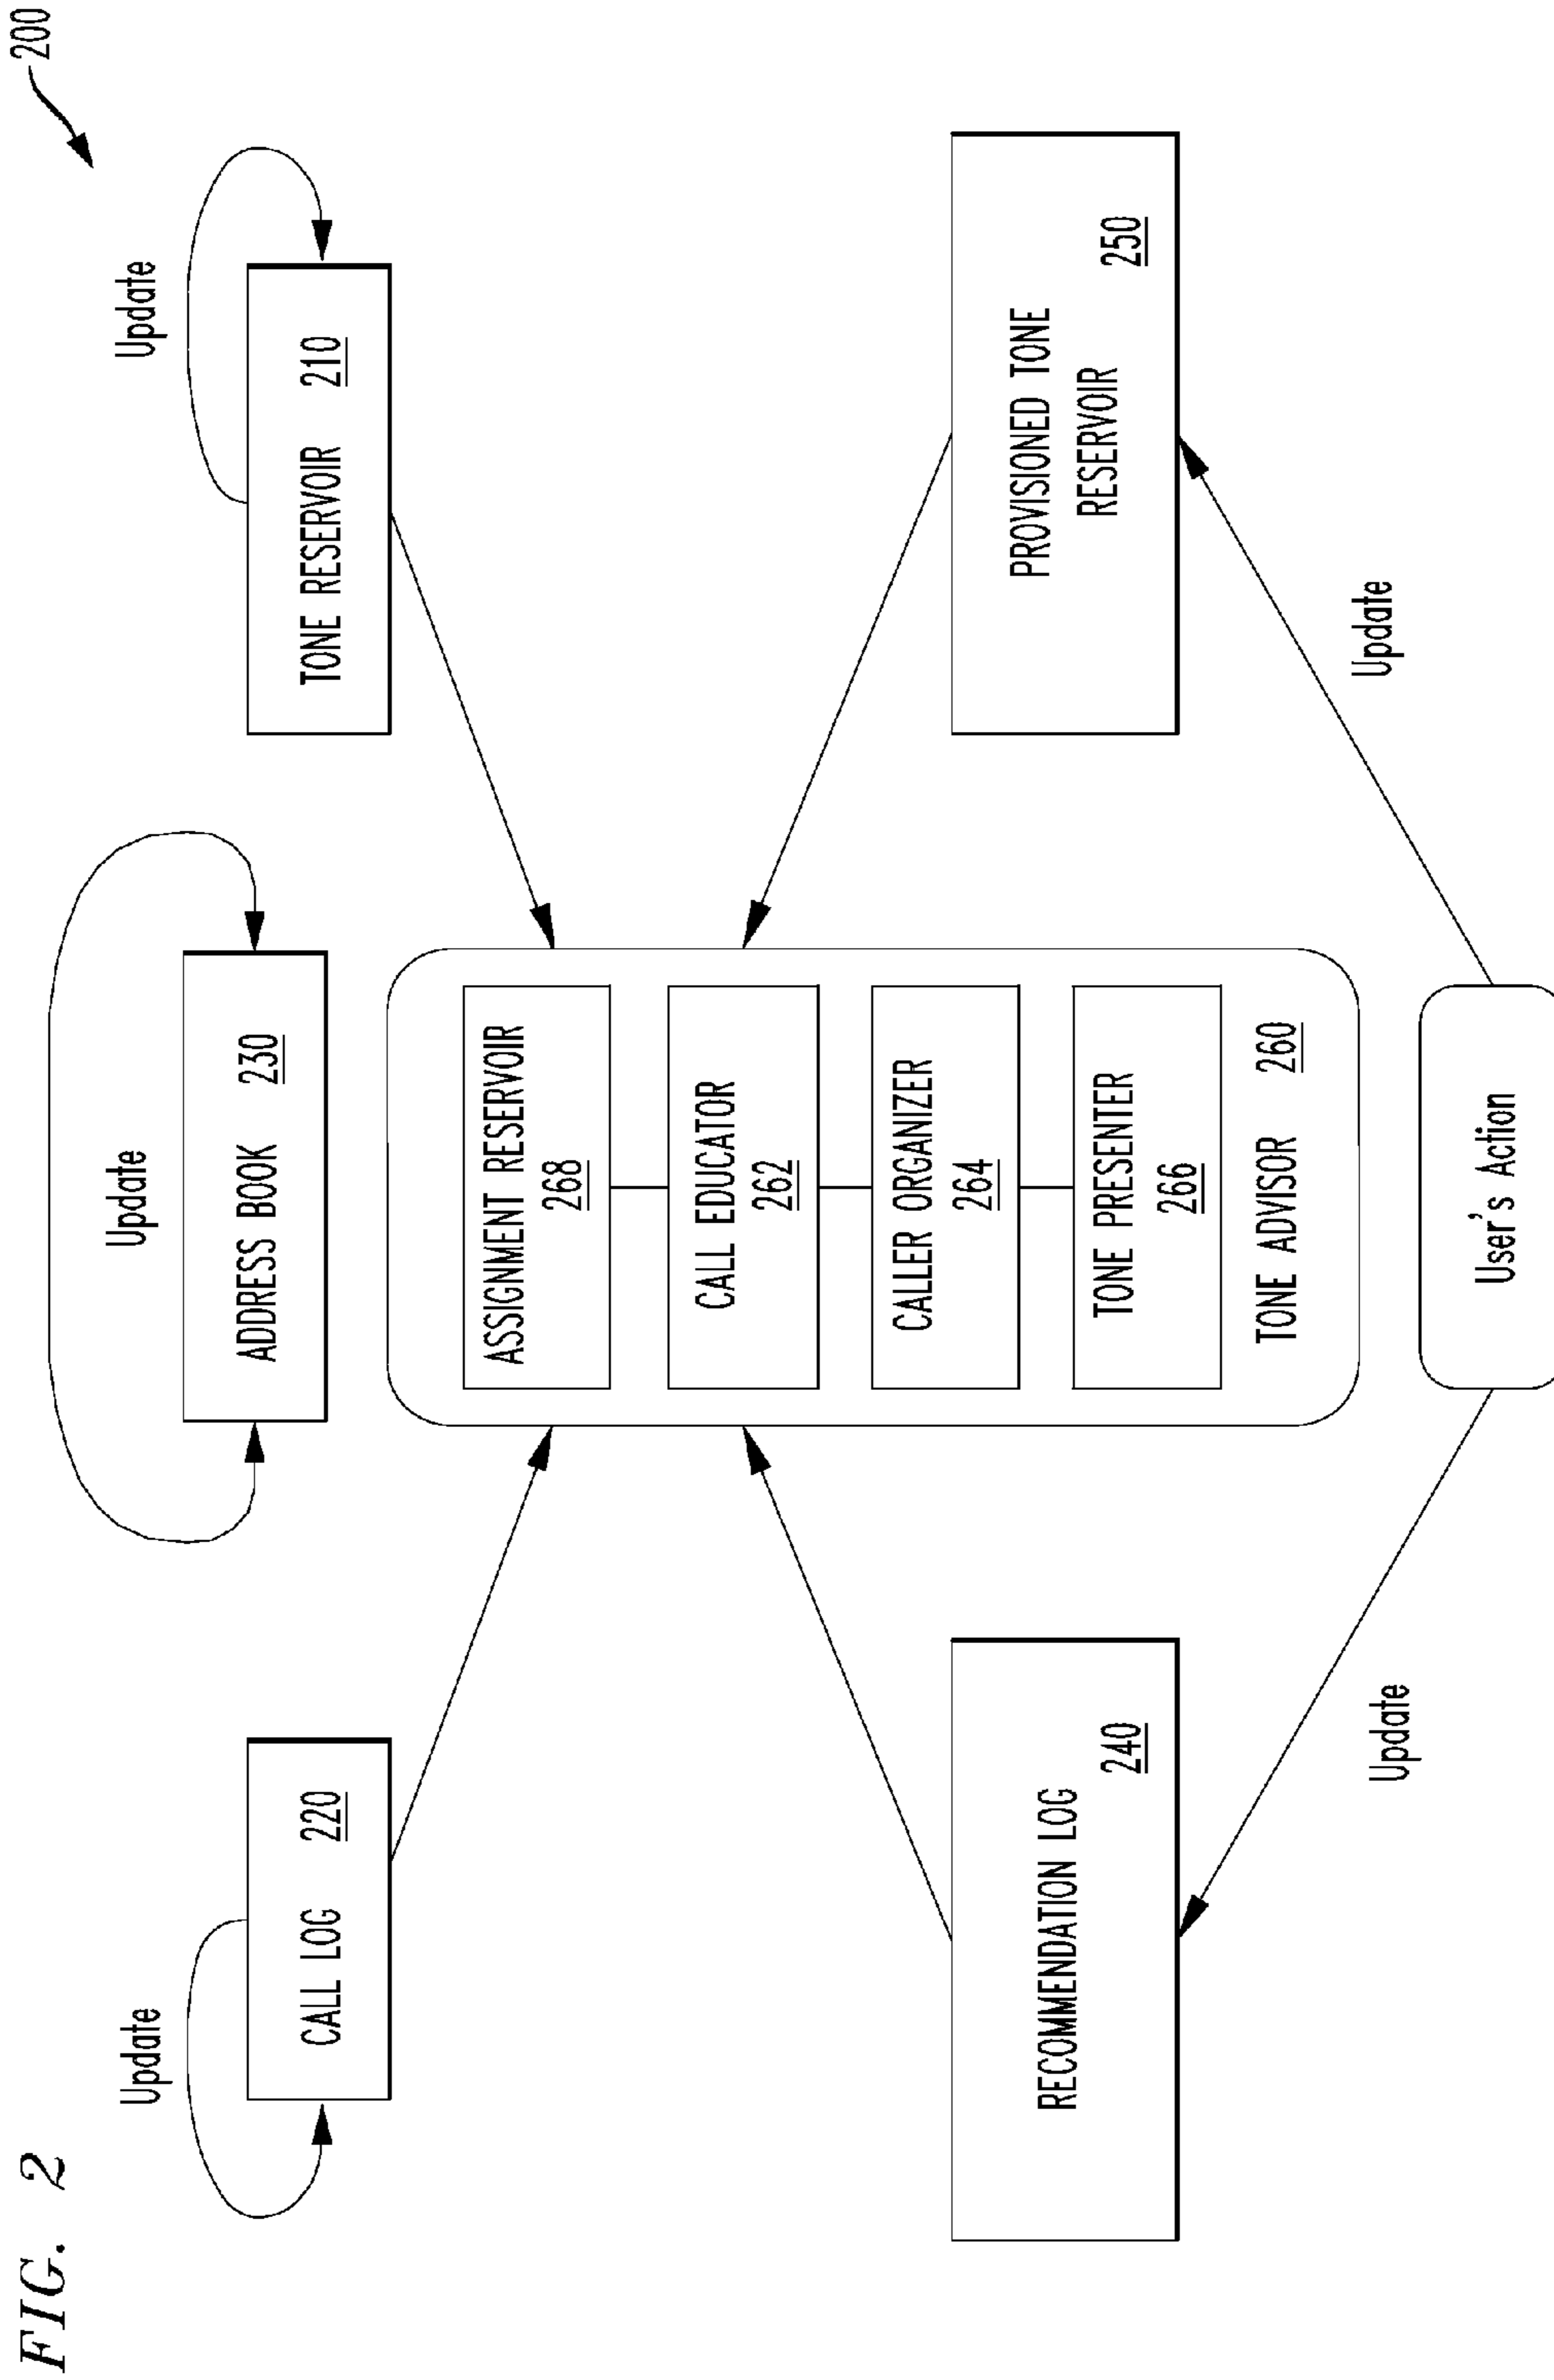 FIG. 2
200
Update
Update
Update
CALL LOG 220
ADDRESS BOOK 230
TONE RESERVOIR 210
ASSIGNMENT RESERVOIR
268
CALL EDUCATOR
262
CALLER ORGANIZER
264
TONE PRESENTER
266
TONE ADVISOR 260
RECOMMENDATION LOG
240
PROVISIONED TONE
RESERVOIR
250
Update
Update
User's Action